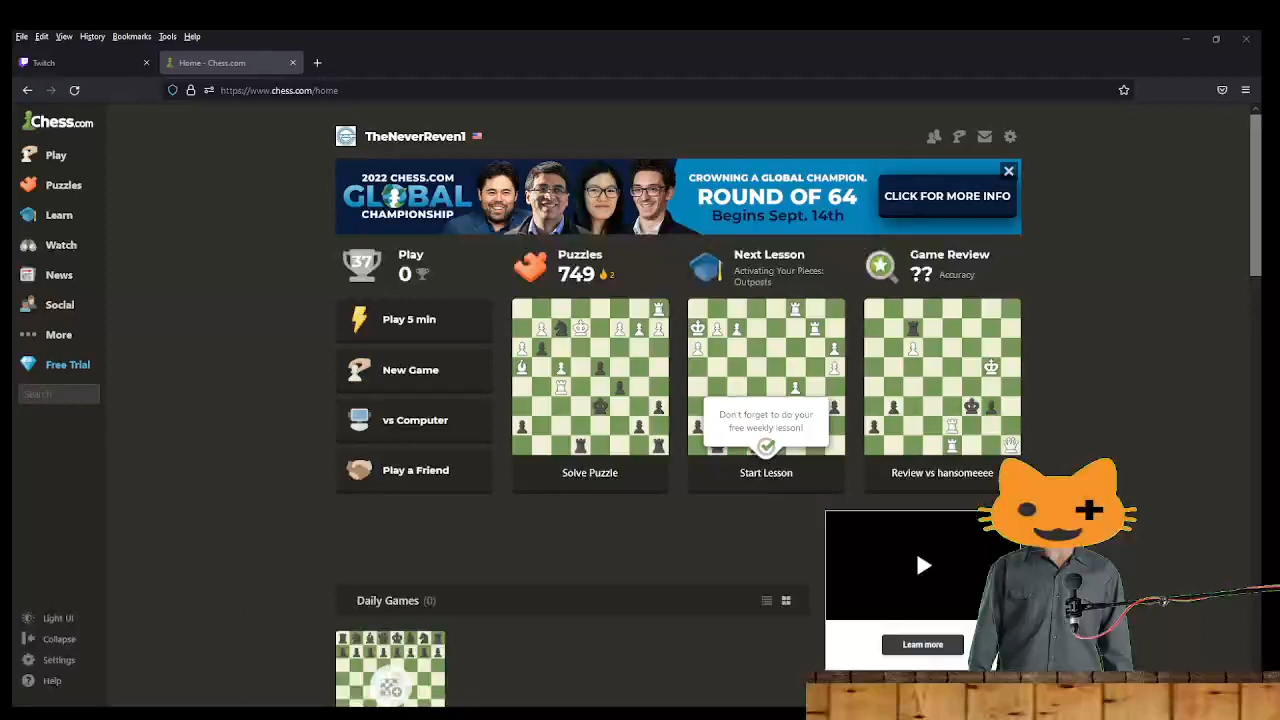 File Edit View History Bookmarks Tools Help
Twitch
Home - Chess.com
https://www.chess.com/home
Chess.com
Play
Puzzles
Learn
Watch
News
Social
More
Free Trial
Search
Light UI
Collapse
Settings
Help
TheNeverReven1
2022 CHESS.COM
GLOBAL
CHAMPIONSHIP
CROWNING A GLOBAL CHAMPION.
ROUND OF 64
Begins Sept. 14th
CLICK FOR MORE INFO
37
Play
0
Puzzles
749 2
Next Lesson
Activating Your Pieces:
Outposts
Game Review
?? Accuracy
Play 5 min
New Game
vs Computer
Play a Friend
Solve Puzzle
Don't forget to do your
free weekly lesson!
Start Lesson
Review vs hansomeeee
Daily Games (0)
Learn more